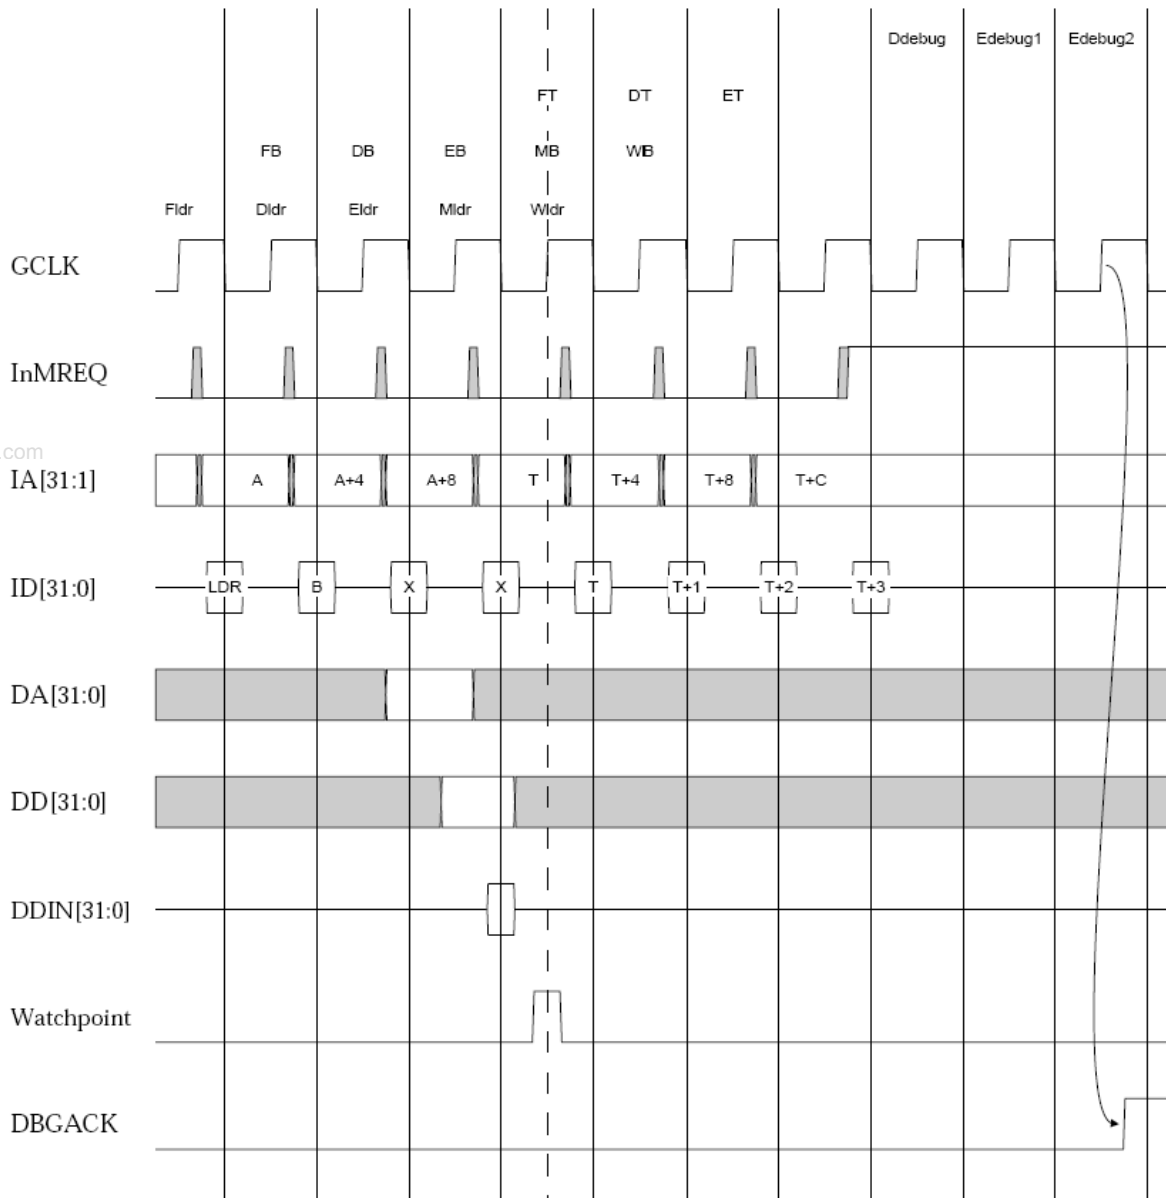 Ddebug Edebug1 Edebug2
FT DT ET
FB DB EB MB WB
Fldr Dldr Eldr Mldr Wldr
GCLK
InMREQ
.com
IA[31:1] A A+4 A+8 T T+4 T+8 T+C
ID[31:0] LDR B X X T T+1 T+2 T+3
DA[31:0]
DD[31:0]
DDIN[31:0]
Watchpoint
DBGACK